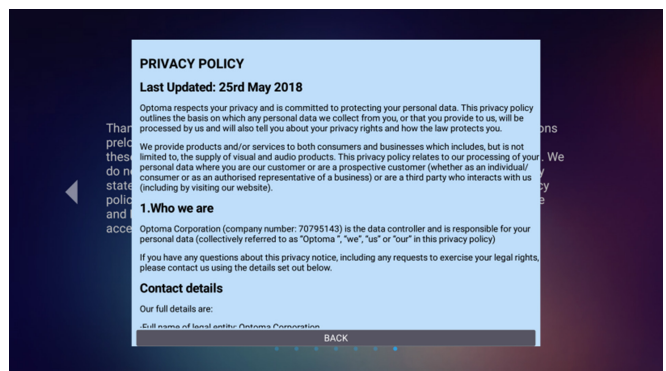 PRIVACY POLICY
Last Updated: 25rd May 2018
Optoma respects your privacy and is committed to protecting your personal data. This privacy policy
outlines the basis on which any personal data we collect from you, or that you provide to us, will be
processed by us and will also tell you about your privacy rights and how the law protects you.
We provide products and/or services to both consumers and businesses which includes, but is not
limited to, the supply of visual and audio products. This privacy policy relates to our processing of your
personal data where you are our customer or are a prospective customer (whether as an individual/
consumer or as an authorised representative of a business) or are a third party who interacts with us
(including by visiting our website).
1.Who we are
Optoma Corporation (company number: 70795143) is the data controller and is responsible for your
personal data (collectively referred to as “Optoma ”, “we”, “us” or “our” in this privacy policy)
If you have any questions about this privacy notice, including any requests to exercise your legal rights,
please contact us using the details set out below.
Contact details
Our full details are:
-Full name of legal entity: Optoma Corporation
BACK